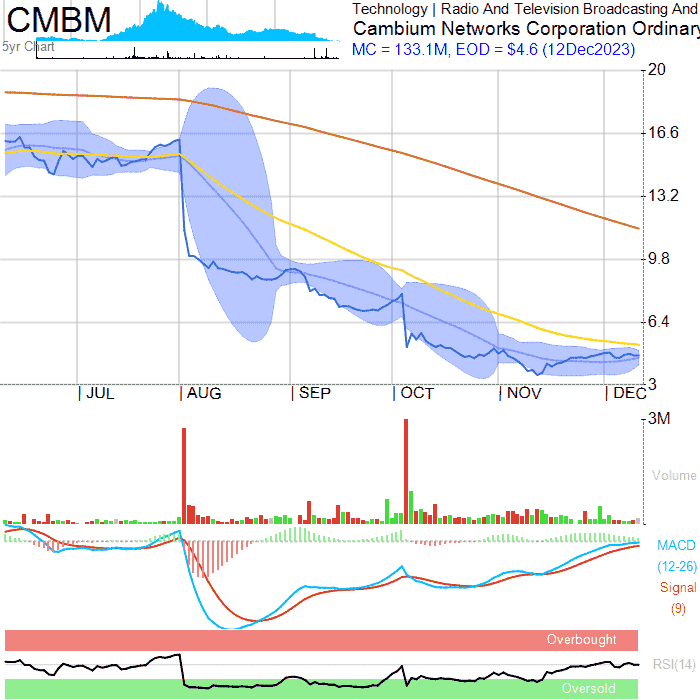 CMBM
5yr Chart
Technology | Radio And Television Broadcasting And
Cambium Networks Corporation Ordinary
MC = 133.1M, EOD = $4.6 (12Dec2023)
20
16.6
13.2
9.8
6.4
3
JUL
AUG
SEP
OCT
NOV
DEC
3M
Volume
MACD
(12-26)
Signal
(9)
Overbought
RSI(14)
Oversold